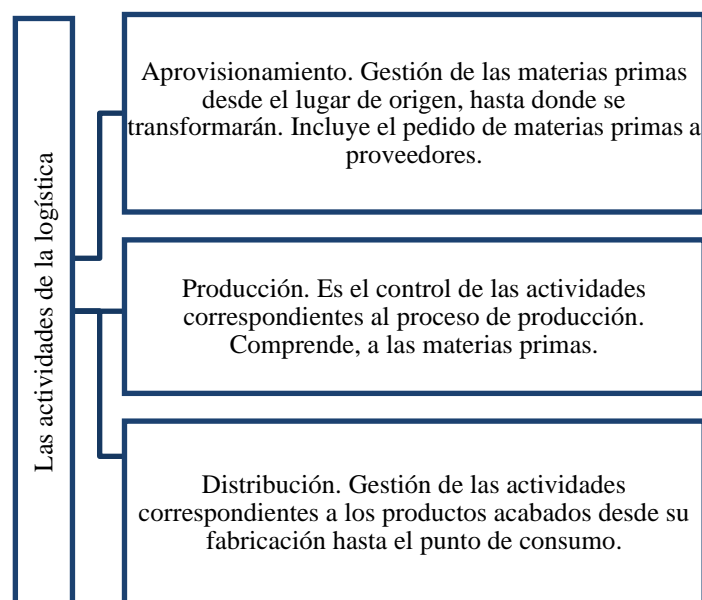 Las actividades de la logística
Aprovisionamiento. Gestión de las materias primas
desde el lugar de origen, hasta donde se
transformarán. Incluye el pedido de materias primas a
proveedores.
Producción. Es el control de las actividades
correspondientes al proceso de producción.
Comprende, a las materias primas.
Distribución. Gestión de las actividades
correspondientes a los productos acabados desde su
fabricación hasta el punto de consumo.